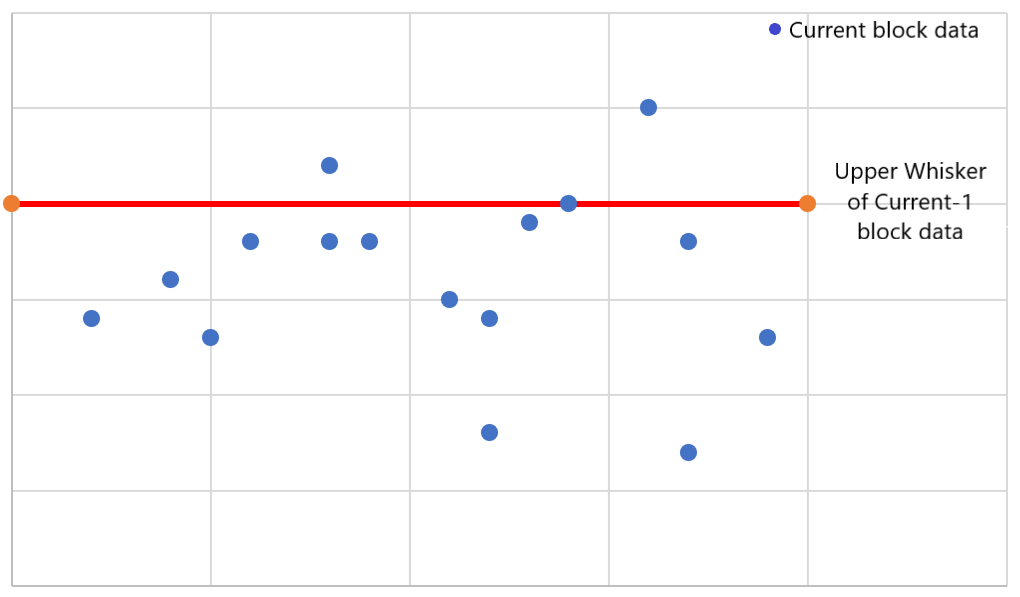 Current block data
Upper Whisker
of Current-1
block data